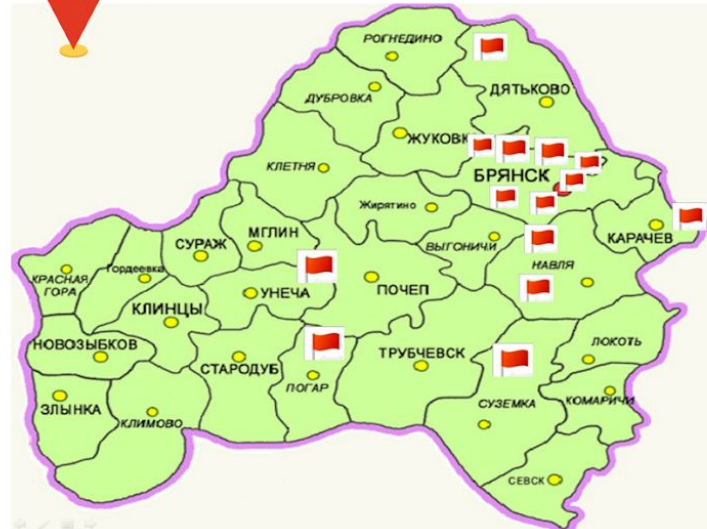 РОГНЕДИНО
ДЯТЬКОВО
ДУБРОВКА
ЖУКОВК
КЛЕТНЯ
БРЯНСК
Жирятино
МГЛИН
СУРАЖ
ВЫГОНИЧИ
КАРАЧЕВ
НАВЛЯ
Гордеевка
КРАСНАЯ
ГОРА
УНЕЧА
ПОЧЕП
КЛИНЦЫ
НОВОЗЫБКОВ
ЛОКОТЬ
ТРУБЧЕВСК
СТАРОДУБ
ПОГАР
КОМАРИЧИ
СУЗЕМКА
ЗЛЫНКА
КЛИМОВО
СЕВСК